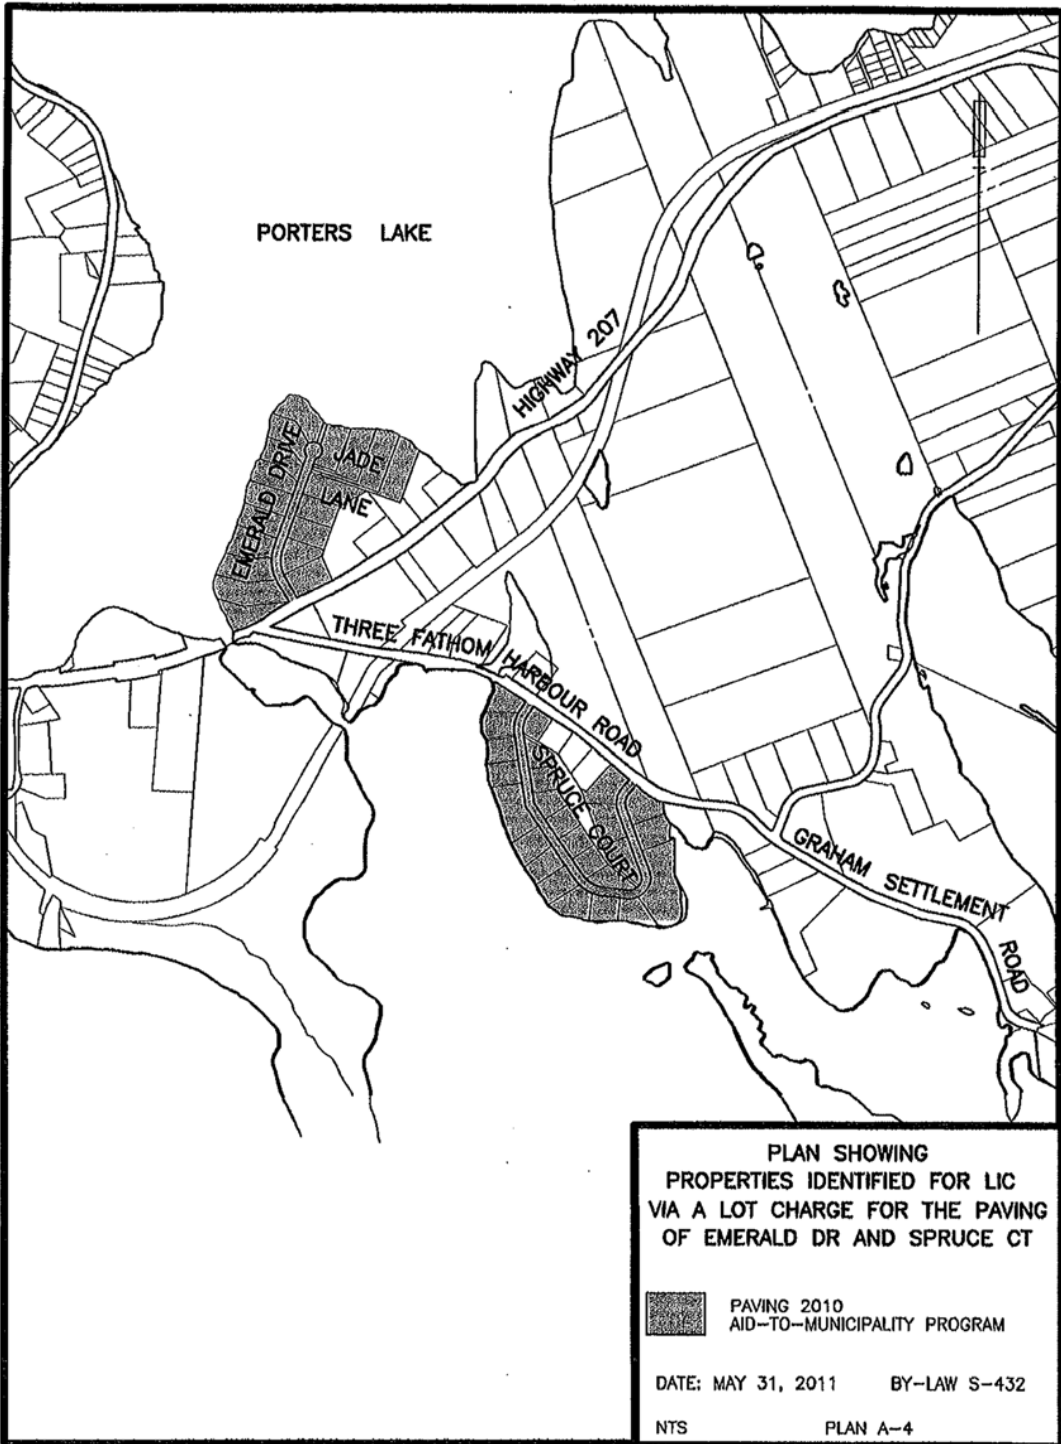 PORTERS LAKE
HIGHWAY 207
EMERALD DRIVE
JADE
LANE
THREE FATHOM HARBOUR ROAD
SPRUCE COURT
GRAHAM SETTLEMENT
ROAD
PLAN SHOWING
PROPERTIES IDENTIFIED FOR LIC
VIA A LOT CHARGE FOR THE PAVING
OF EMERALD DR AND SPRUCE CT
PAVING 2010
AID-TO-MUNICIPALITY PROGRAM
DATE: MAY 31, 2011 BY-LAW S-432
NTS PLAN A-4